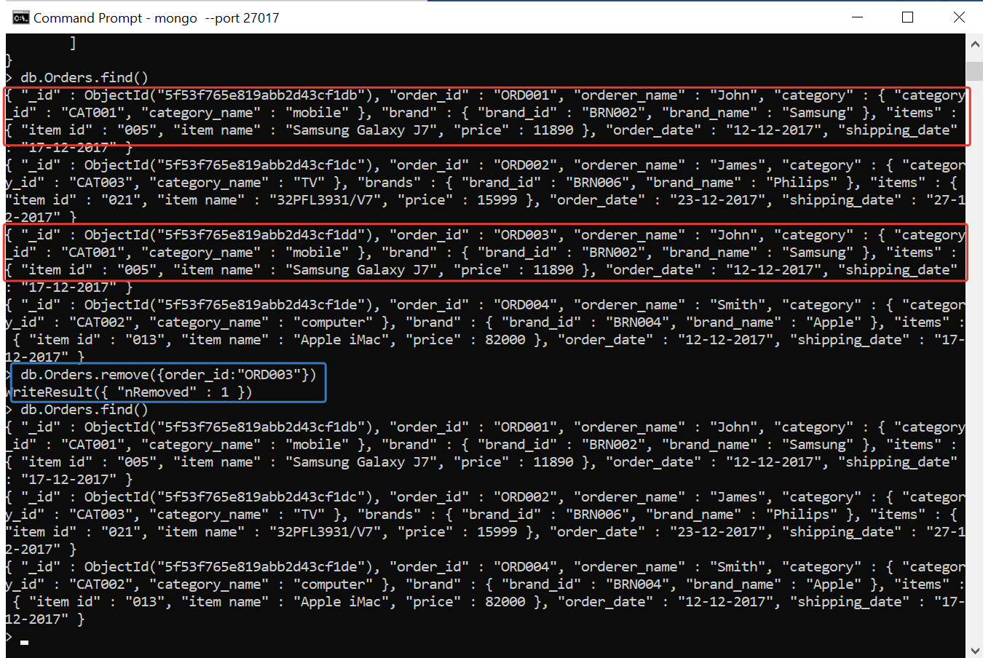 Command Prompt - mongo  --port 27017
        ]
}
> db.Orders.find()
{ "_id" : ObjectId("5f53f765e819abb2d43cf1db"), "order_id" : "ORD001", "orderer_name" : "John", "category" : { "category
_id" : "CAT001", "category_name" : "mobile" }, "brand" : { "brand_id" : "BRN002", "brand_name" : "Samsung" }, "items" :
{ "item id" : "005", "item name" : "Samsung Galaxy J7", "price" : 11890 }, "order_date" : "12-12-2017", "shipping_date"
: "17-12-2017" }
{ "_id" : ObjectId("5f53f765e819abb2d43cf1dc"), "order_id" : "ORD002", "orderer_name" : "James", "category" : { "categor
y_id" : "CAT003", "category_name" : "TV" }, "brands" : { "brand_id" : "BRN006", "brand_name" : "Philips" }, "items" : {
"item id" : "021", "item name" : "32PFL3931/V7", "price" : 15999 }, "order_date" : "23-12-2017", "shipping_date" : "27-1
2-2017" }
{ "_id" : ObjectId("5f53f765e819abb2d43cf1dd"), "order_id" : "ORD003", "orderer_name" : "John", "category" : { "category
_id" : "CAT001", "category_name" : "mobile" }, "brand" : { "brand_id" : "BRN002", "brand_name" : "Samsung" }, "items" :
{ "item id" : "005", "item name" : "Samsung Galaxy J7", "price" : 11890 }, "order_date" : "12-12-2017", "shipping_date"
: "17-12-2017" }
{ "_id" : ObjectId("5f53f765e819abb2d43cf1de"), "order_id" : "ORD004", "orderer_name" : "Smith", "category" : { "categor
y_id" : "CAT002", "category_name" : "computer" }, "brand" : { "brand_id" : "BRN004", "brand_name" : "Apple" }, "items" :
 { "item id" : "013", "item name" : "Apple iMac", "price" : 82000 }, "order_date" : "12-12-2017", "shipping_date" : "17-
12-2017" }
> db.Orders.remove({order_id:"ORD003"})
WriteResult({ "nRemoved" : 1 })
> db.Orders.find()
{ "_id" : ObjectId("5f53f765e819abb2d43cf1db"), "order_id" : "ORD001", "orderer_name" : "John", "category" : { "category
_id" : "CAT001", "category_name" : "mobile" }, "brand" : { "brand_id" : "BRN002", "brand_name" : "Samsung" }, "items" :
{ "item id" : "005", "item name" : "Samsung Galaxy J7", "price" : 11890 }, "order_date" : "12-12-2017", "shipping_date"
: "17-12-2017" }
{ "_id" : ObjectId("5f53f765e819abb2d43cf1dc"), "order_id" : "ORD002", "orderer_name" : "James", "category" : { "categor
y_id" : "CAT003", "category_name" : "TV" }, "brands" : { "brand_id" : "BRN006", "brand_name" : "Philips" }, "items" : {
"item id" : "021", "item name" : "32PFL3931/V7", "price" : 15999 }, "order_date" : "23-12-2017", "shipping_date" : "27-1
2-2017" }
{ "_id" : ObjectId("5f53f765e819abb2d43cf1de"), "order_id" : "ORD004", "orderer_name" : "Smith", "category" : { "categor
y_id" : "CAT002", "category_name" : "computer" }, "brand" : { "brand_id" : "BRN004", "brand_name" : "Apple" }, "items" :
 { "item id" : "013", "item name" : "Apple iMac", "price" : 82000 }, "order_date" : "12-12-2017", "shipping_date" : "17-
12-2017" }
>